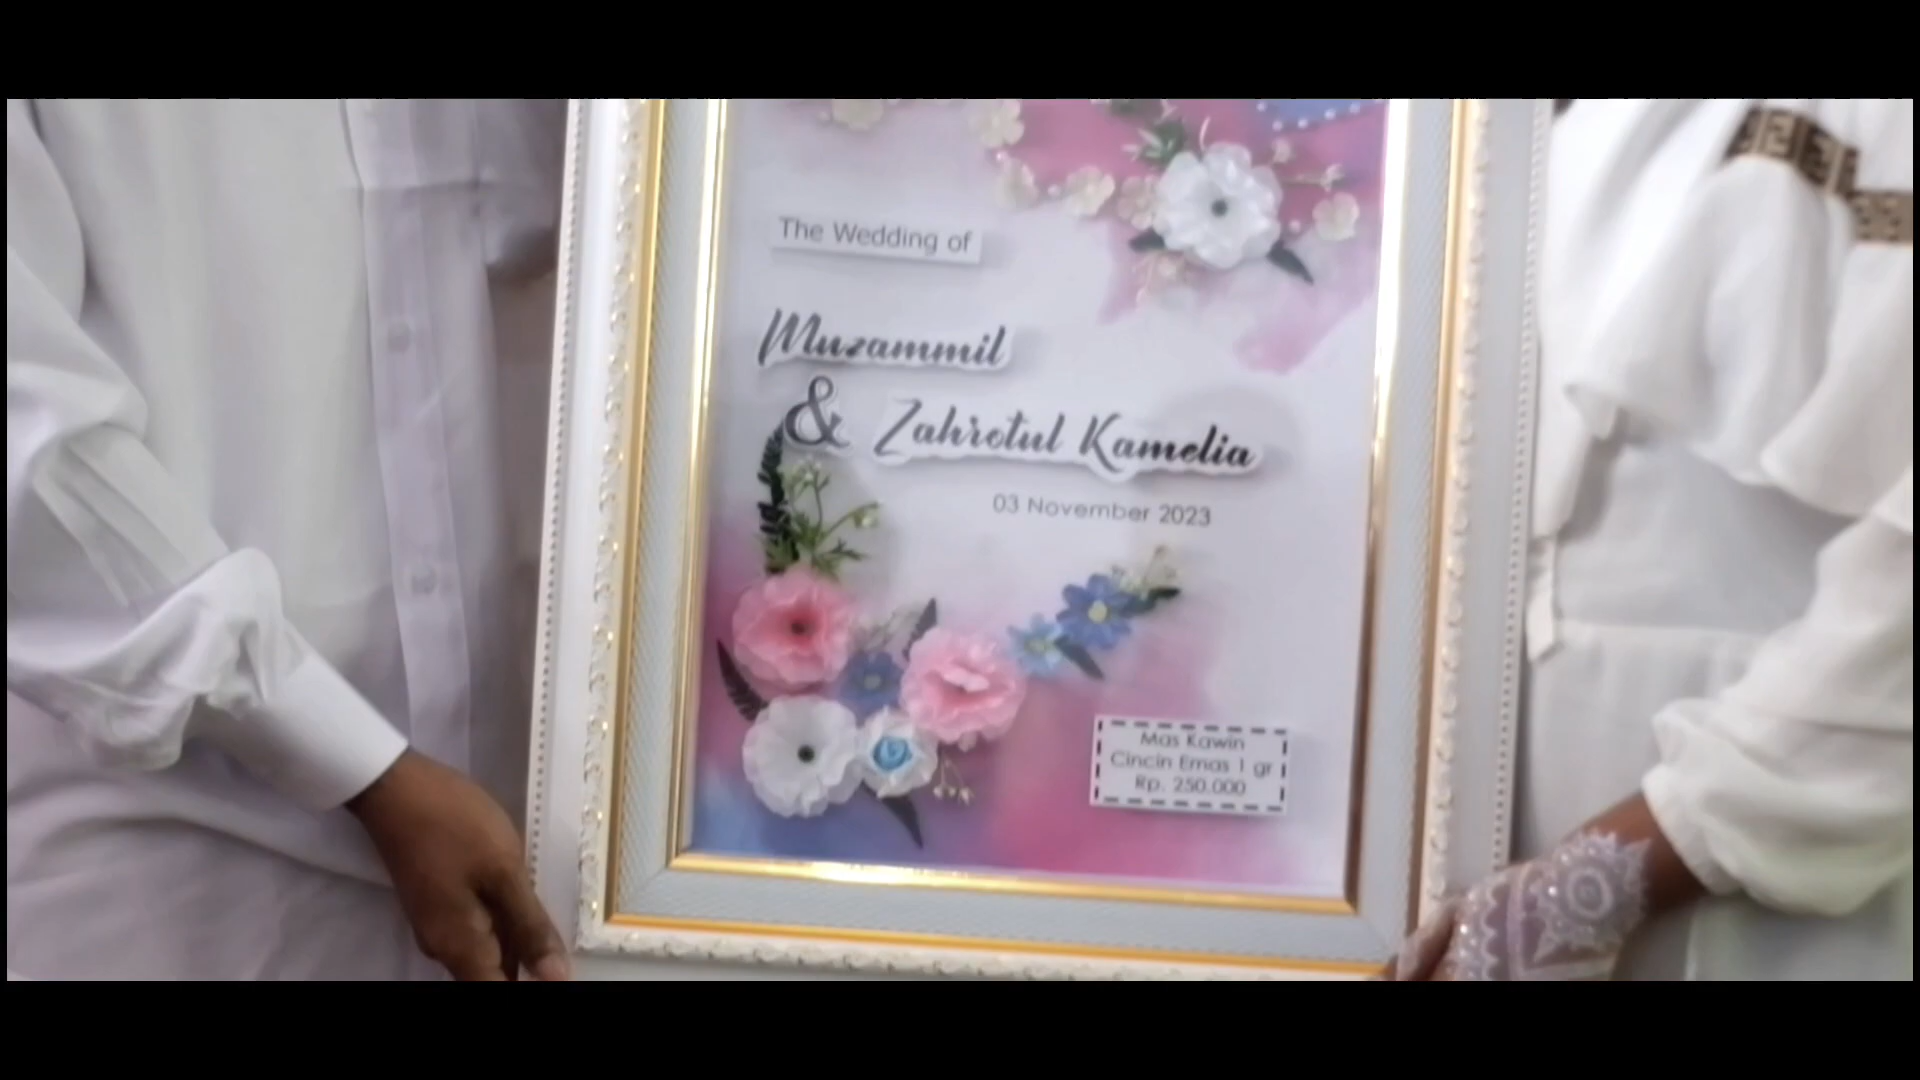 The Wedding of
Muzammil
& Zahrotul Kamelia
03 November 2023
Mas Kawin
Cincin Emas 1 gr
Rp. 250.000